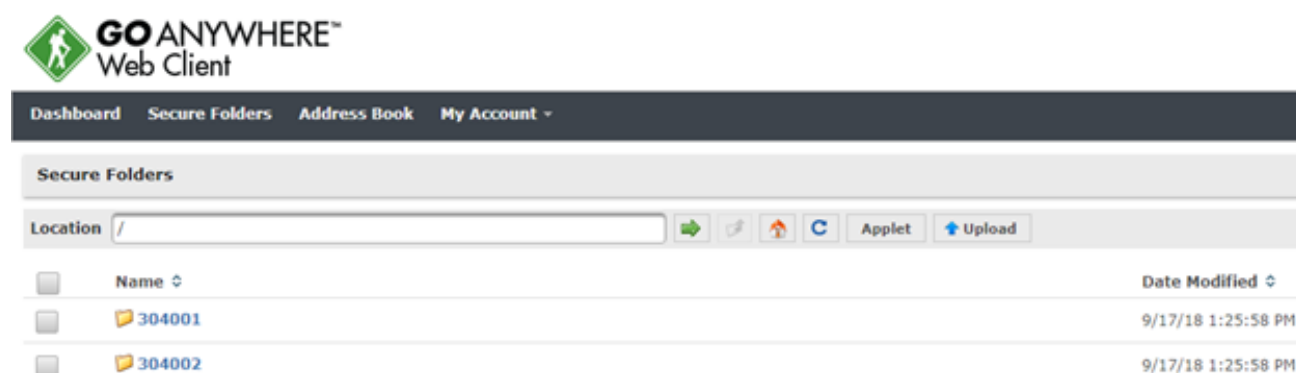 GO ANYWHERE™
Web Client
Dashboard Secure Folders Address Book My Account
Secure Folders
Location / Applet Upload
Name Date Modified
304001 9/17/18 1:25:58 PM
304002 9/17/18 1:25:58 PM